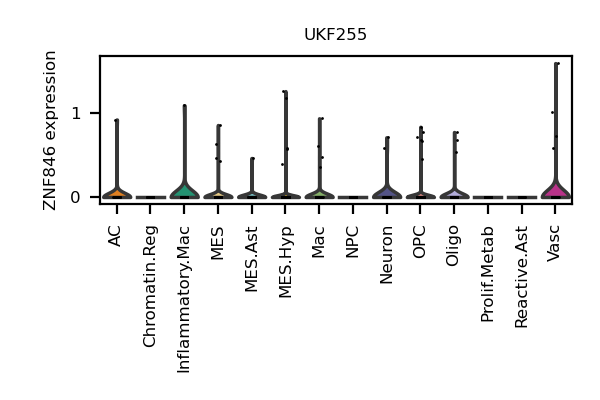 UKF255
ZNF846 expression
1
0
AC
Chromatin.Reg
Inflammatory.Mac
MES
MES.Ast
MES.Hyp
Mac
NPC
Neuron
OPC
Oligo
Prolif.Metab
Reactive.Ast
Vasc